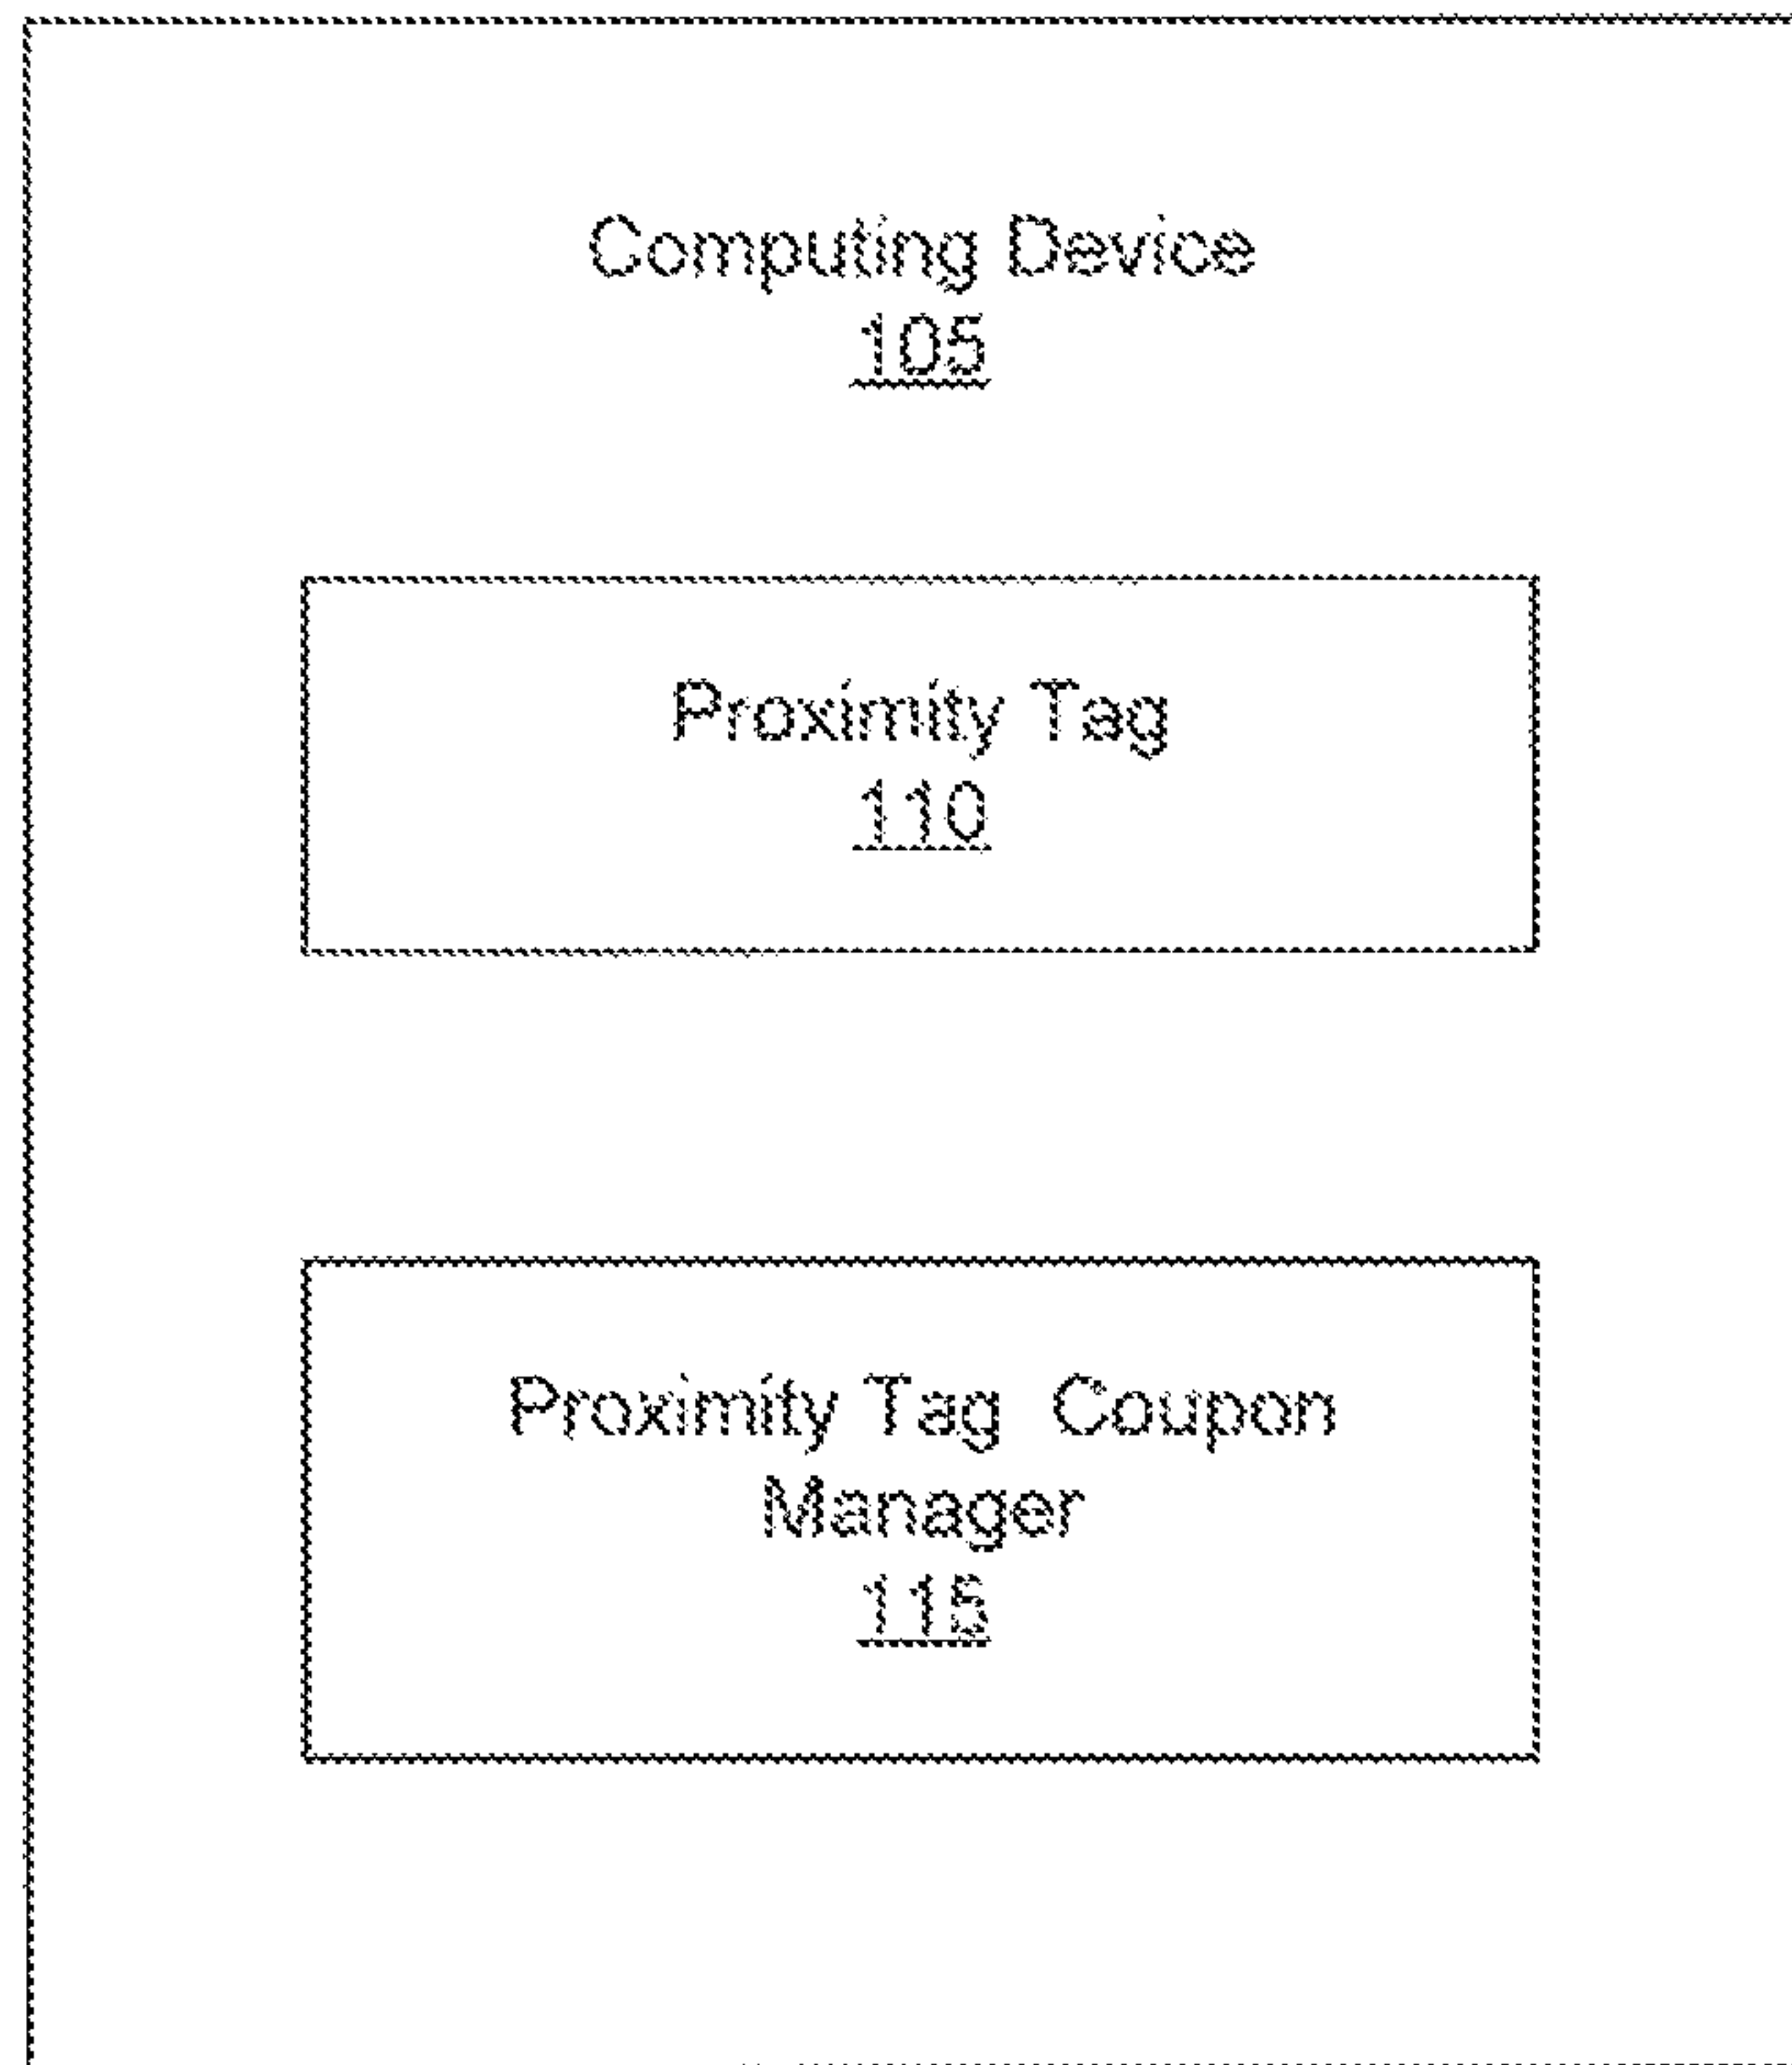 Computing Device
105
Proximity Tag
110
Proximity Tag Coupon
Manager
115